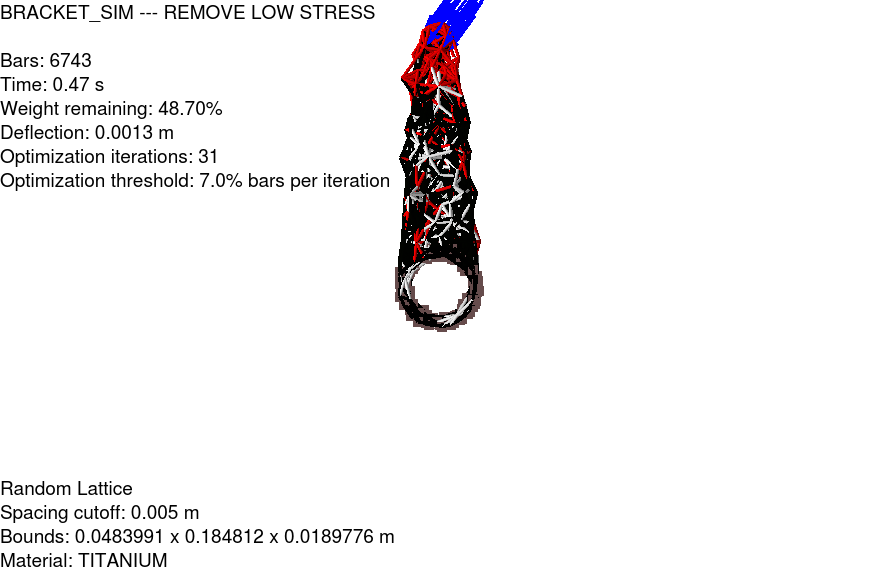 BRACKET_SIM --- REMOVE LOW STRESS
Bars: 6743
Time: 0.47 s
Weight remaining: 48.70%
Deflection: 0.0013 m
Optimization iterations: 31
Optimization threshold: 7.0% bars per iteration
Random Lattice
Spacing cutoff: 0.005 m
Bounds: 0.0483991 x 0.184812 x 0.0189776 m
Material: TITANIUM